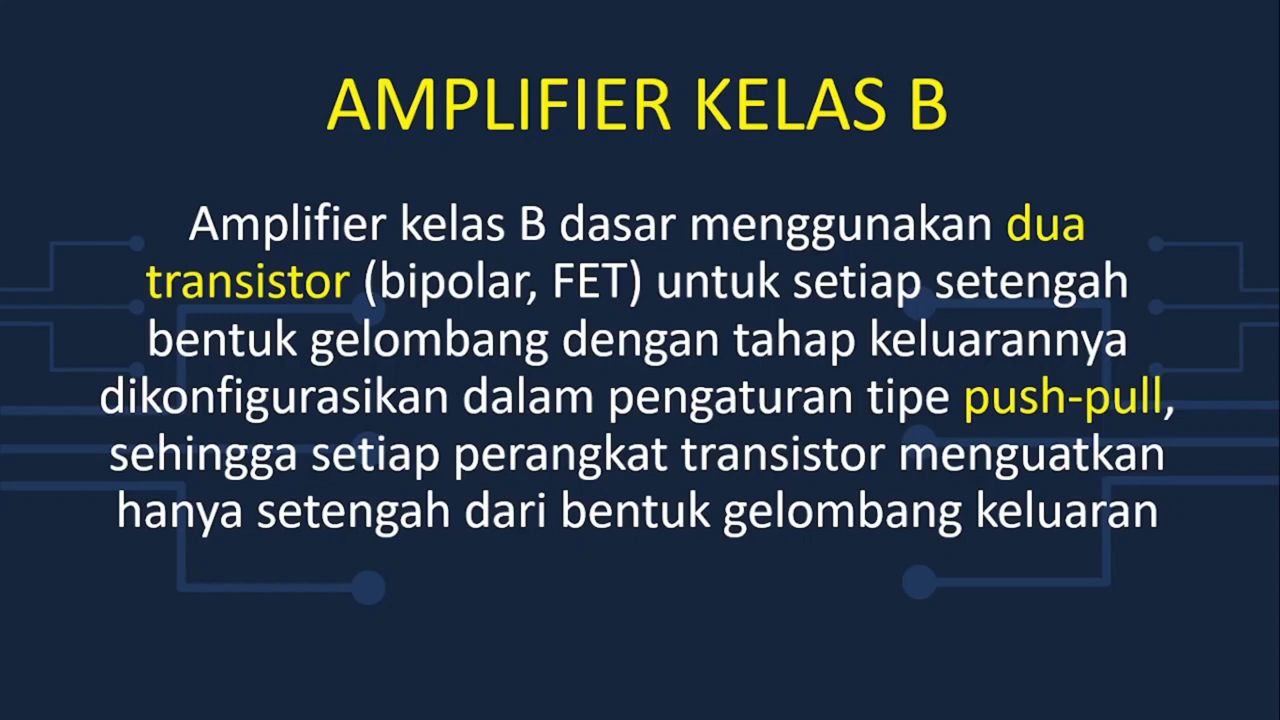 AMPLIFIER KELAS B
Amplifier kelas B dasar menggunakan dua
transistor (bipolar, FET) untuk setiap setengah
bentuk gelombang dengan tahap keluarannya
dikonfigurasikan dalam pengaturan tipe push-pull,
sehingga setiap perangkat transistor menguatkan
hanya setengah dari bentuk gelombang keluaran